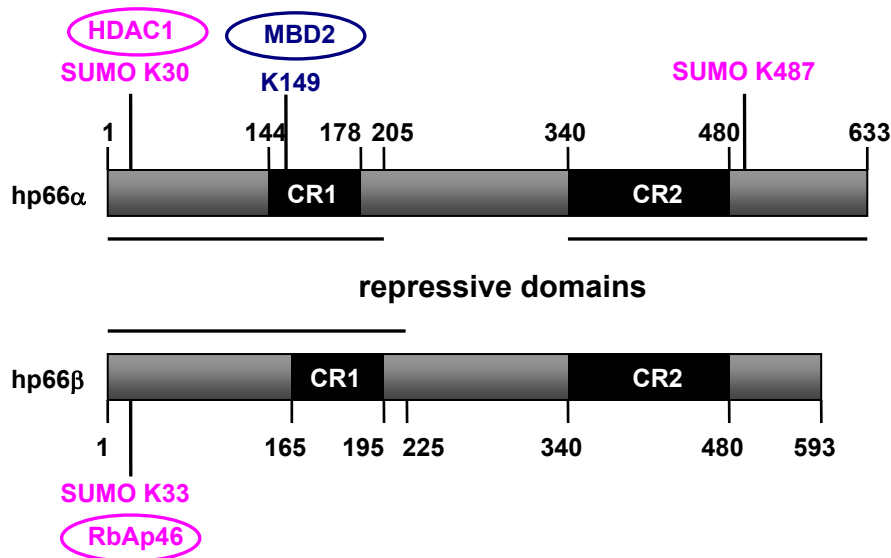 HDAC1 MBD2
SUMO K30 K149 SUMO K487
1 144 178 205 340 480 633
hp66α CR1 CR2
repressive domains
hp66β CR1 CR2
1 165 195 225 340 480 593
SUMO K33
RbAp46